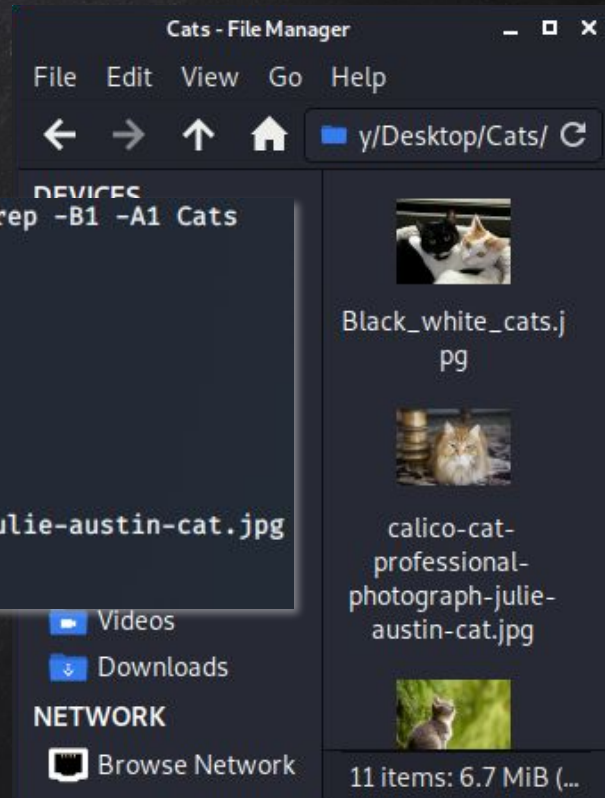 Cats - File Manager
File Edit View Go Help
y/Desktop/Cats/
DEVICES
rep -B1 -A1 Cats
ulie-austin-cat.jpg
Videos
Downloads
NETWORK
Browse Network
Black_white_cats.j
pg
calico-cat-
professional-
photograph-julie-
austin-cat.jpg
11 items: 6.7 MiB (...